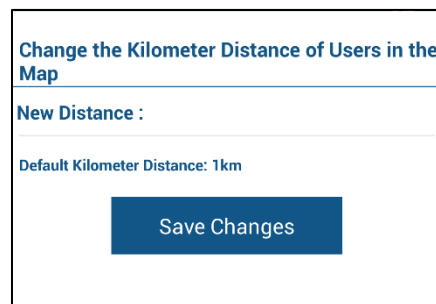 Change the Kilometer Distance of Users in the
Map
New Distance :
Default Kilometer Distance: 1km
Save Changes